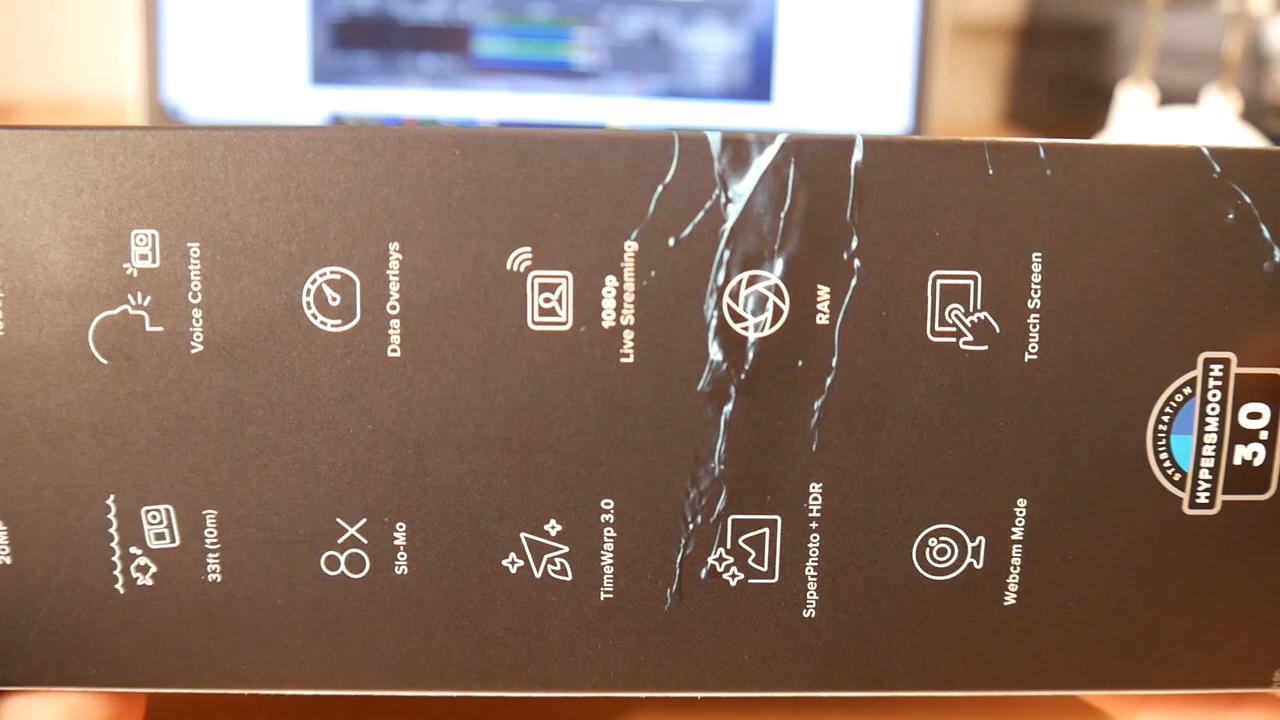 20MP
33ft (10m)
Voice Control
8x
Slo-Mo
Data Overlays
TimeWarp 3.0
1080p
Live Streaming
SuperPhoto + HDR
RAW
Webcam Mode
Touch Screen
STABILIZATION
HYPERSMOOTH
3.0